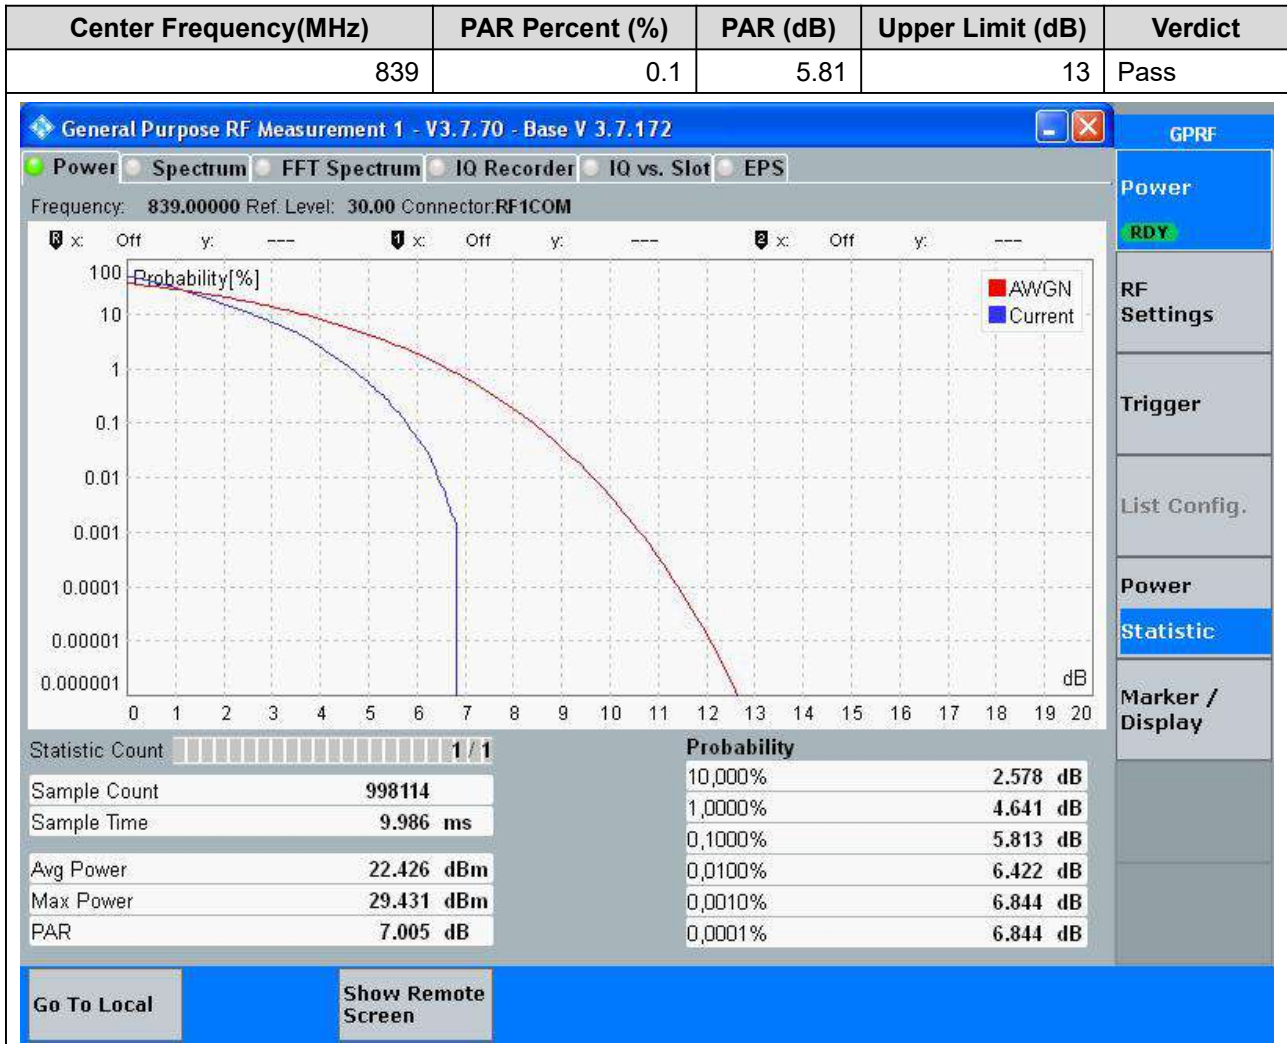 Center Frequency(MHz) PAR Percent (%) PAR (dB) Upper Limit (dB) Verdict
839 0.1 5.81 13 Pass
General Purpose RF Measurement 1 - V3.7.70 - Base V 3.7.172
GPRF
Power Spectrum FFT Spectrum IQ Recorder IQ vs. Slot EPS
Power
RDY
Frequency: 839.00000 Ref. Level: 30.00 Connector:RF1COM
R x: Off y: --- 1 x: Off y: --- 2 x: Off y: ---
Probability[%]
AWGN
Current
100
10
1
0.1
0.01
0.001
0.0001
0.00001
0.000001
dB
0 1 2 3 4 5 6 7 8 9 10 11 12 13 14 15 16 17 18 19 20
RF
Settings
Trigger
List Config.
Power
Statistic
Marker /
Display
Statistic Count 1 / 1
Sample Count 998114
Sample Time 9.986 ms
Avg Power 22.426 dBm
Max Power 29.431 dBm
PAR 7.005 dB
Probability
10,000% 2.578 dB
1,0000% 4.641 dB
0,1000% 5.813 dB
0,0100% 6.422 dB
0,0010% 6.844 dB
0,0001% 6.844 dB
Go To Local
Show Remote
Screen